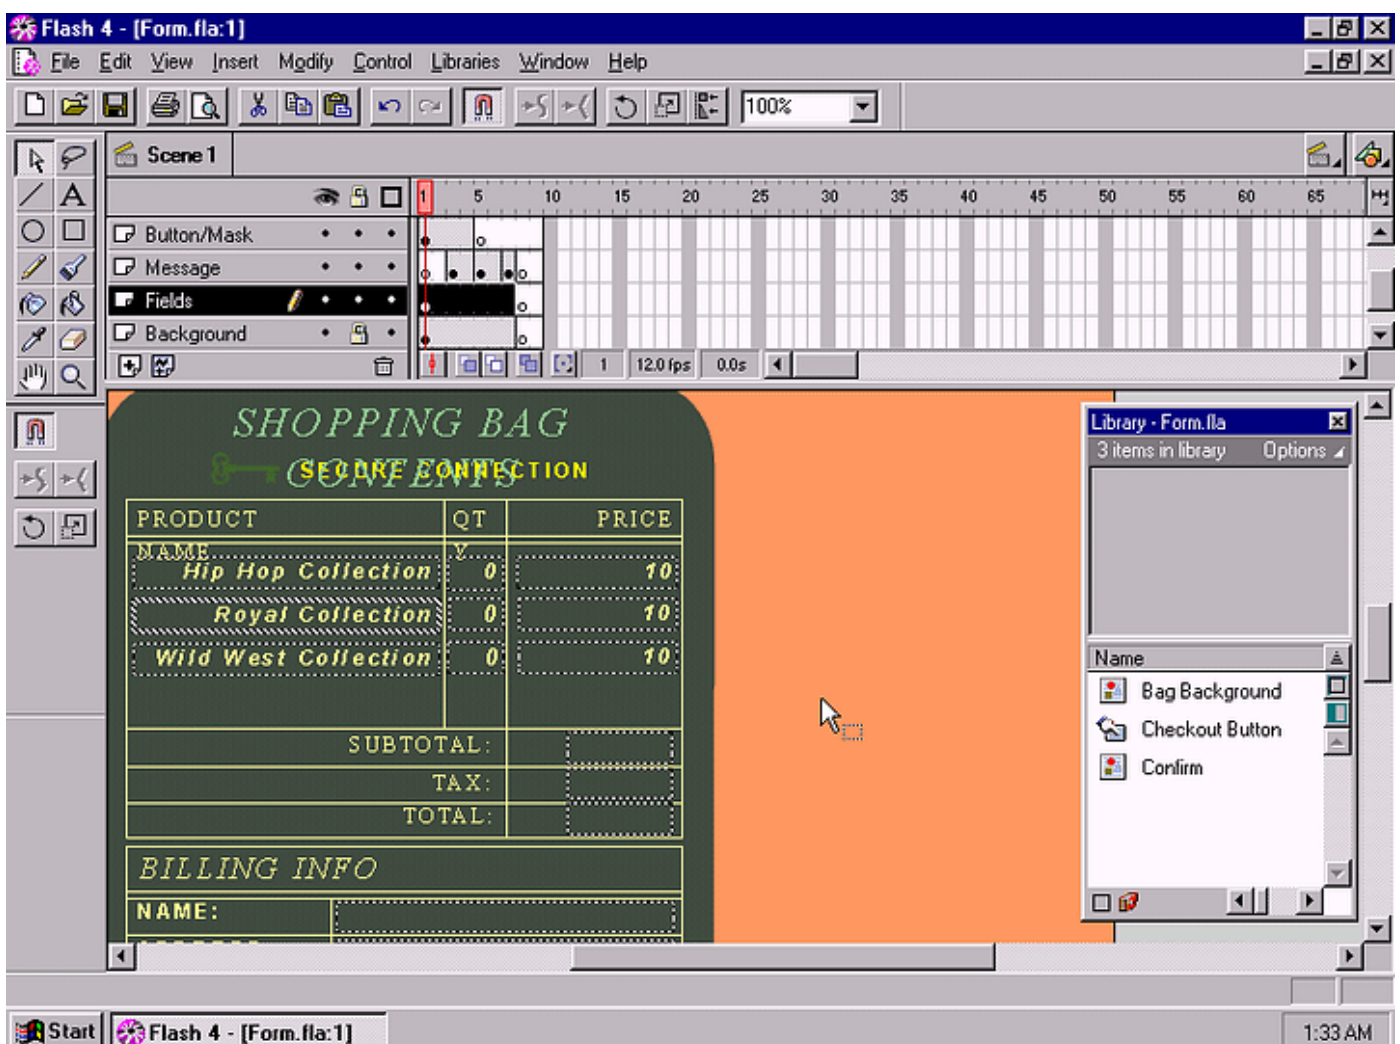 Flash 4 - [Form.fla:1]
File Edit View Insert Modify Control Libraries Window Help
100%
Scene 1
1 5 10 15 20 25 30 35 40 45 50 55 60 65
Button/Mask
Message
Fields
Background
1 12.0 fps 0.0s
SHOPPING BAG
CONTENTS
SECURE CONNECTION
PRODUCT NAME
QTY
PRICE
Hip Hop Collection 0 10
Royal Collection 0 10
Wild West Collection 0 10
SUBTOTAL:
TAX:
TOTAL:
BILLING INFO
NAME:
Library - Form.fla
3 items in library Options
Name
Bag Background
Checkout Button
Confirm
Start Flash 4 - [Form.fla:1] 1:33 AM